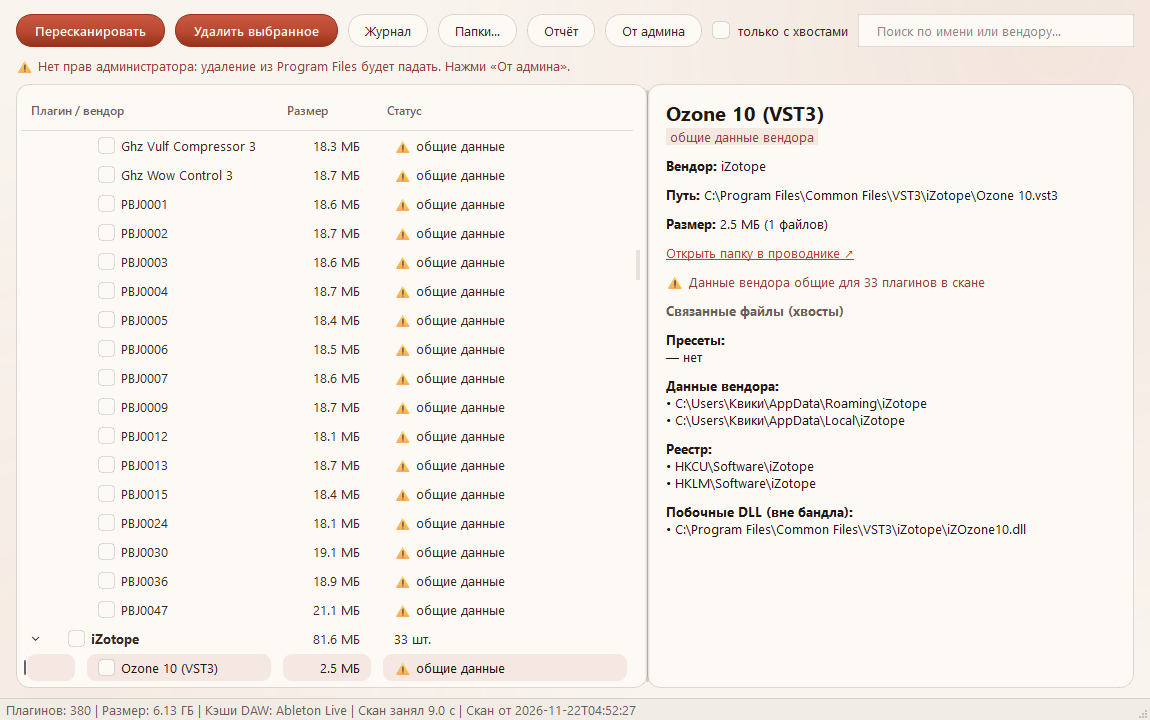 Пересканировать Удалить выбранное Журнал Папки... Отчёт От админа только с хвостами Поиск по имени или вендору...
⚠ Нет прав администратора: удаление из Program Files будет падать. Нажми «От админа».
Плагин / вендор Размер Статус
Ghz Vulf Compressor 3 18.3 МБ ⚠ общие данные
Ghz Wow Control 3 18.7 МБ ⚠ общие данные
PBJ0001 18.6 МБ ⚠ общие данные
PBJ0002 18.7 МБ ⚠ общие данные
PBJ0003 18.6 МБ ⚠ общие данные
PBJ0004 18.7 МБ ⚠ общие данные
PBJ0005 18.4 МБ ⚠ общие данные
PBJ0006 18.5 МБ ⚠ общие данные
PBJ0007 18.6 МБ ⚠ общие данные
PBJ0009 18.7 МБ ⚠ общие данные
PBJ0012 18.1 МБ ⚠ общие данные
PBJ0013 18.7 МБ ⚠ общие данные
PBJ0015 18.4 МБ ⚠ общие данные
PBJ0024 18.1 МБ ⚠ общие данные
PBJ0030 19.1 МБ ⚠ общие данные
PBJ0036 18.9 МБ ⚠ общие данные
PBJ0047 21.1 МБ ⚠ общие данные
iZotope 81.6 МБ 33 шт.
Ozone 10 (VST3) 2.5 МБ ⚠ общие данные
Ozone 10 (VST3)
общие данные вендора
Вендор: iZotope
Путь: C:\Program Files\Common Files\VST3\iZotope\Ozone 10.vst3
Размер: 2.5 МБ (1 файлов)
Открыть папку в проводнике ↗
⚠ Данные вендора общие для 33 плагинов в скане
Связанные файлы (хвосты)
Пресеты:
— нет
Данные вендора:
• C:\Users\Квики\AppData\Roaming\iZotope
• C:\Users\Квики\AppData\Local\iZotope
Реестр:
• HKCU\Software\iZotope
• HKLM\Software\iZotope
Побочные DLL (вне бандла):
• C:\Program Files\Common Files\VST3\iZotope\iZOzone10.dll
Плагинов: 380 | Размер: 6.13 ГБ | Кэши DAW: Ableton Live | Скан занял 9.0 с | Скан от 2026-11-22T04:52:27